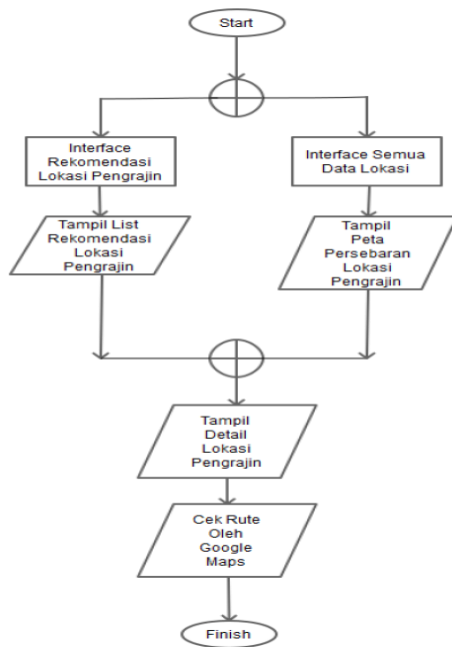 Start
Interface
Rekomendasi
Lokasi Pengrajin
Interface Semua
Data Lokasi
Tampil List
Rekomendasi
Lokasi
Pengrajin
Tampil
Peta
Persebaran
Lokasi
Pengrajin
Tampil
Detail
Lokasi
Pengrajin
Cek Rute
Oleh
Google
Maps
Finish